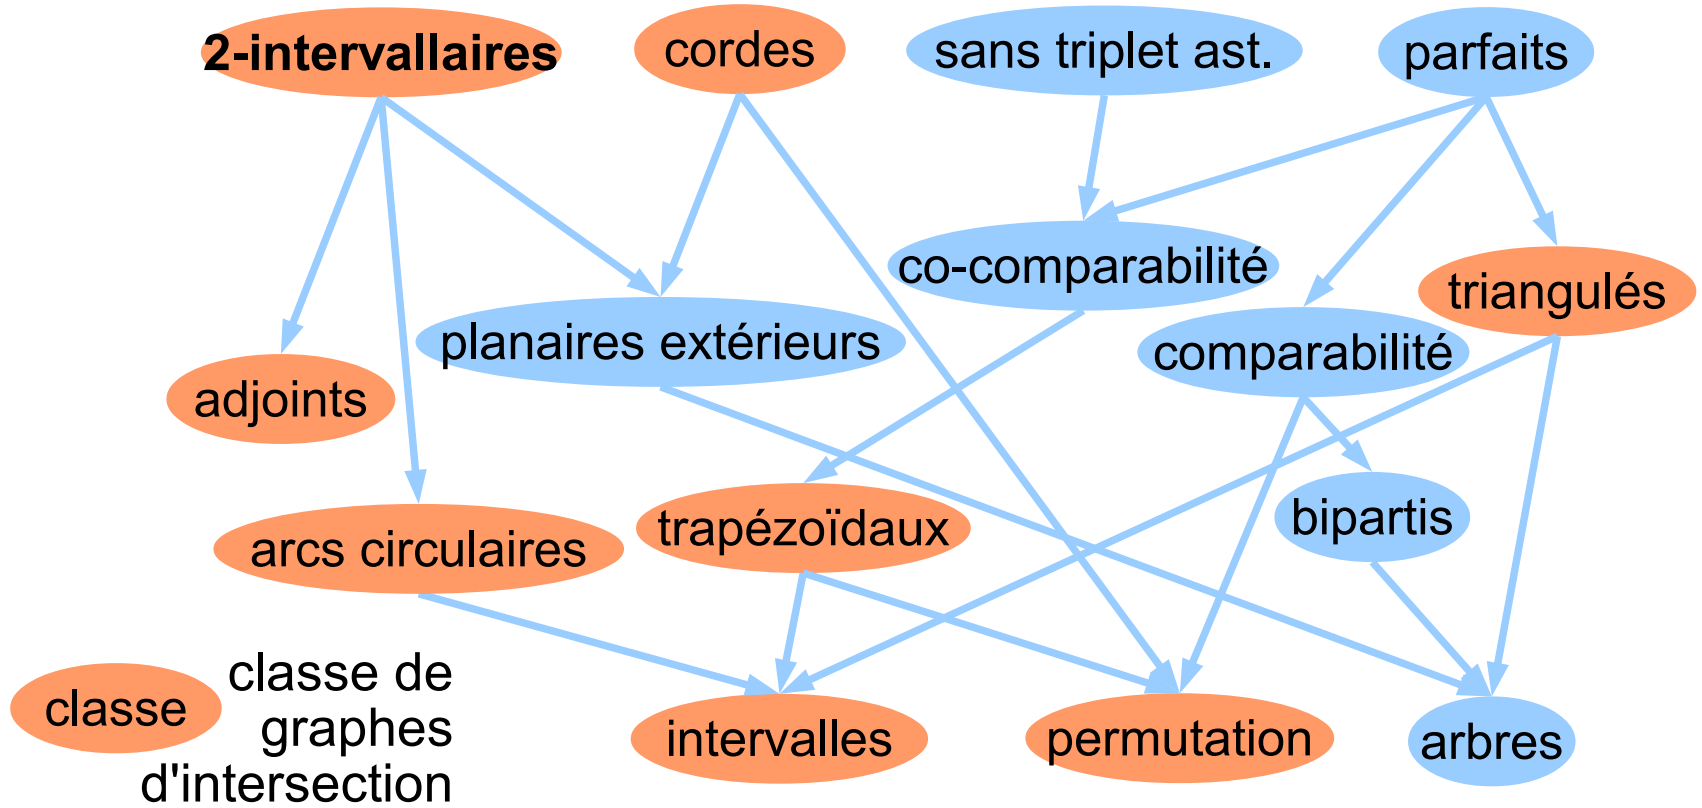 2-intervallaires
cordes
sans triplet ast.
parfaits
co-comparabilité
triangulés
planaires extérieurs
comparabilité
adjoints
bipartis
trapézoïdaux
arcs circulaires
classe
classe de
graphes
d'intersection
intervalles
permutation
arbres